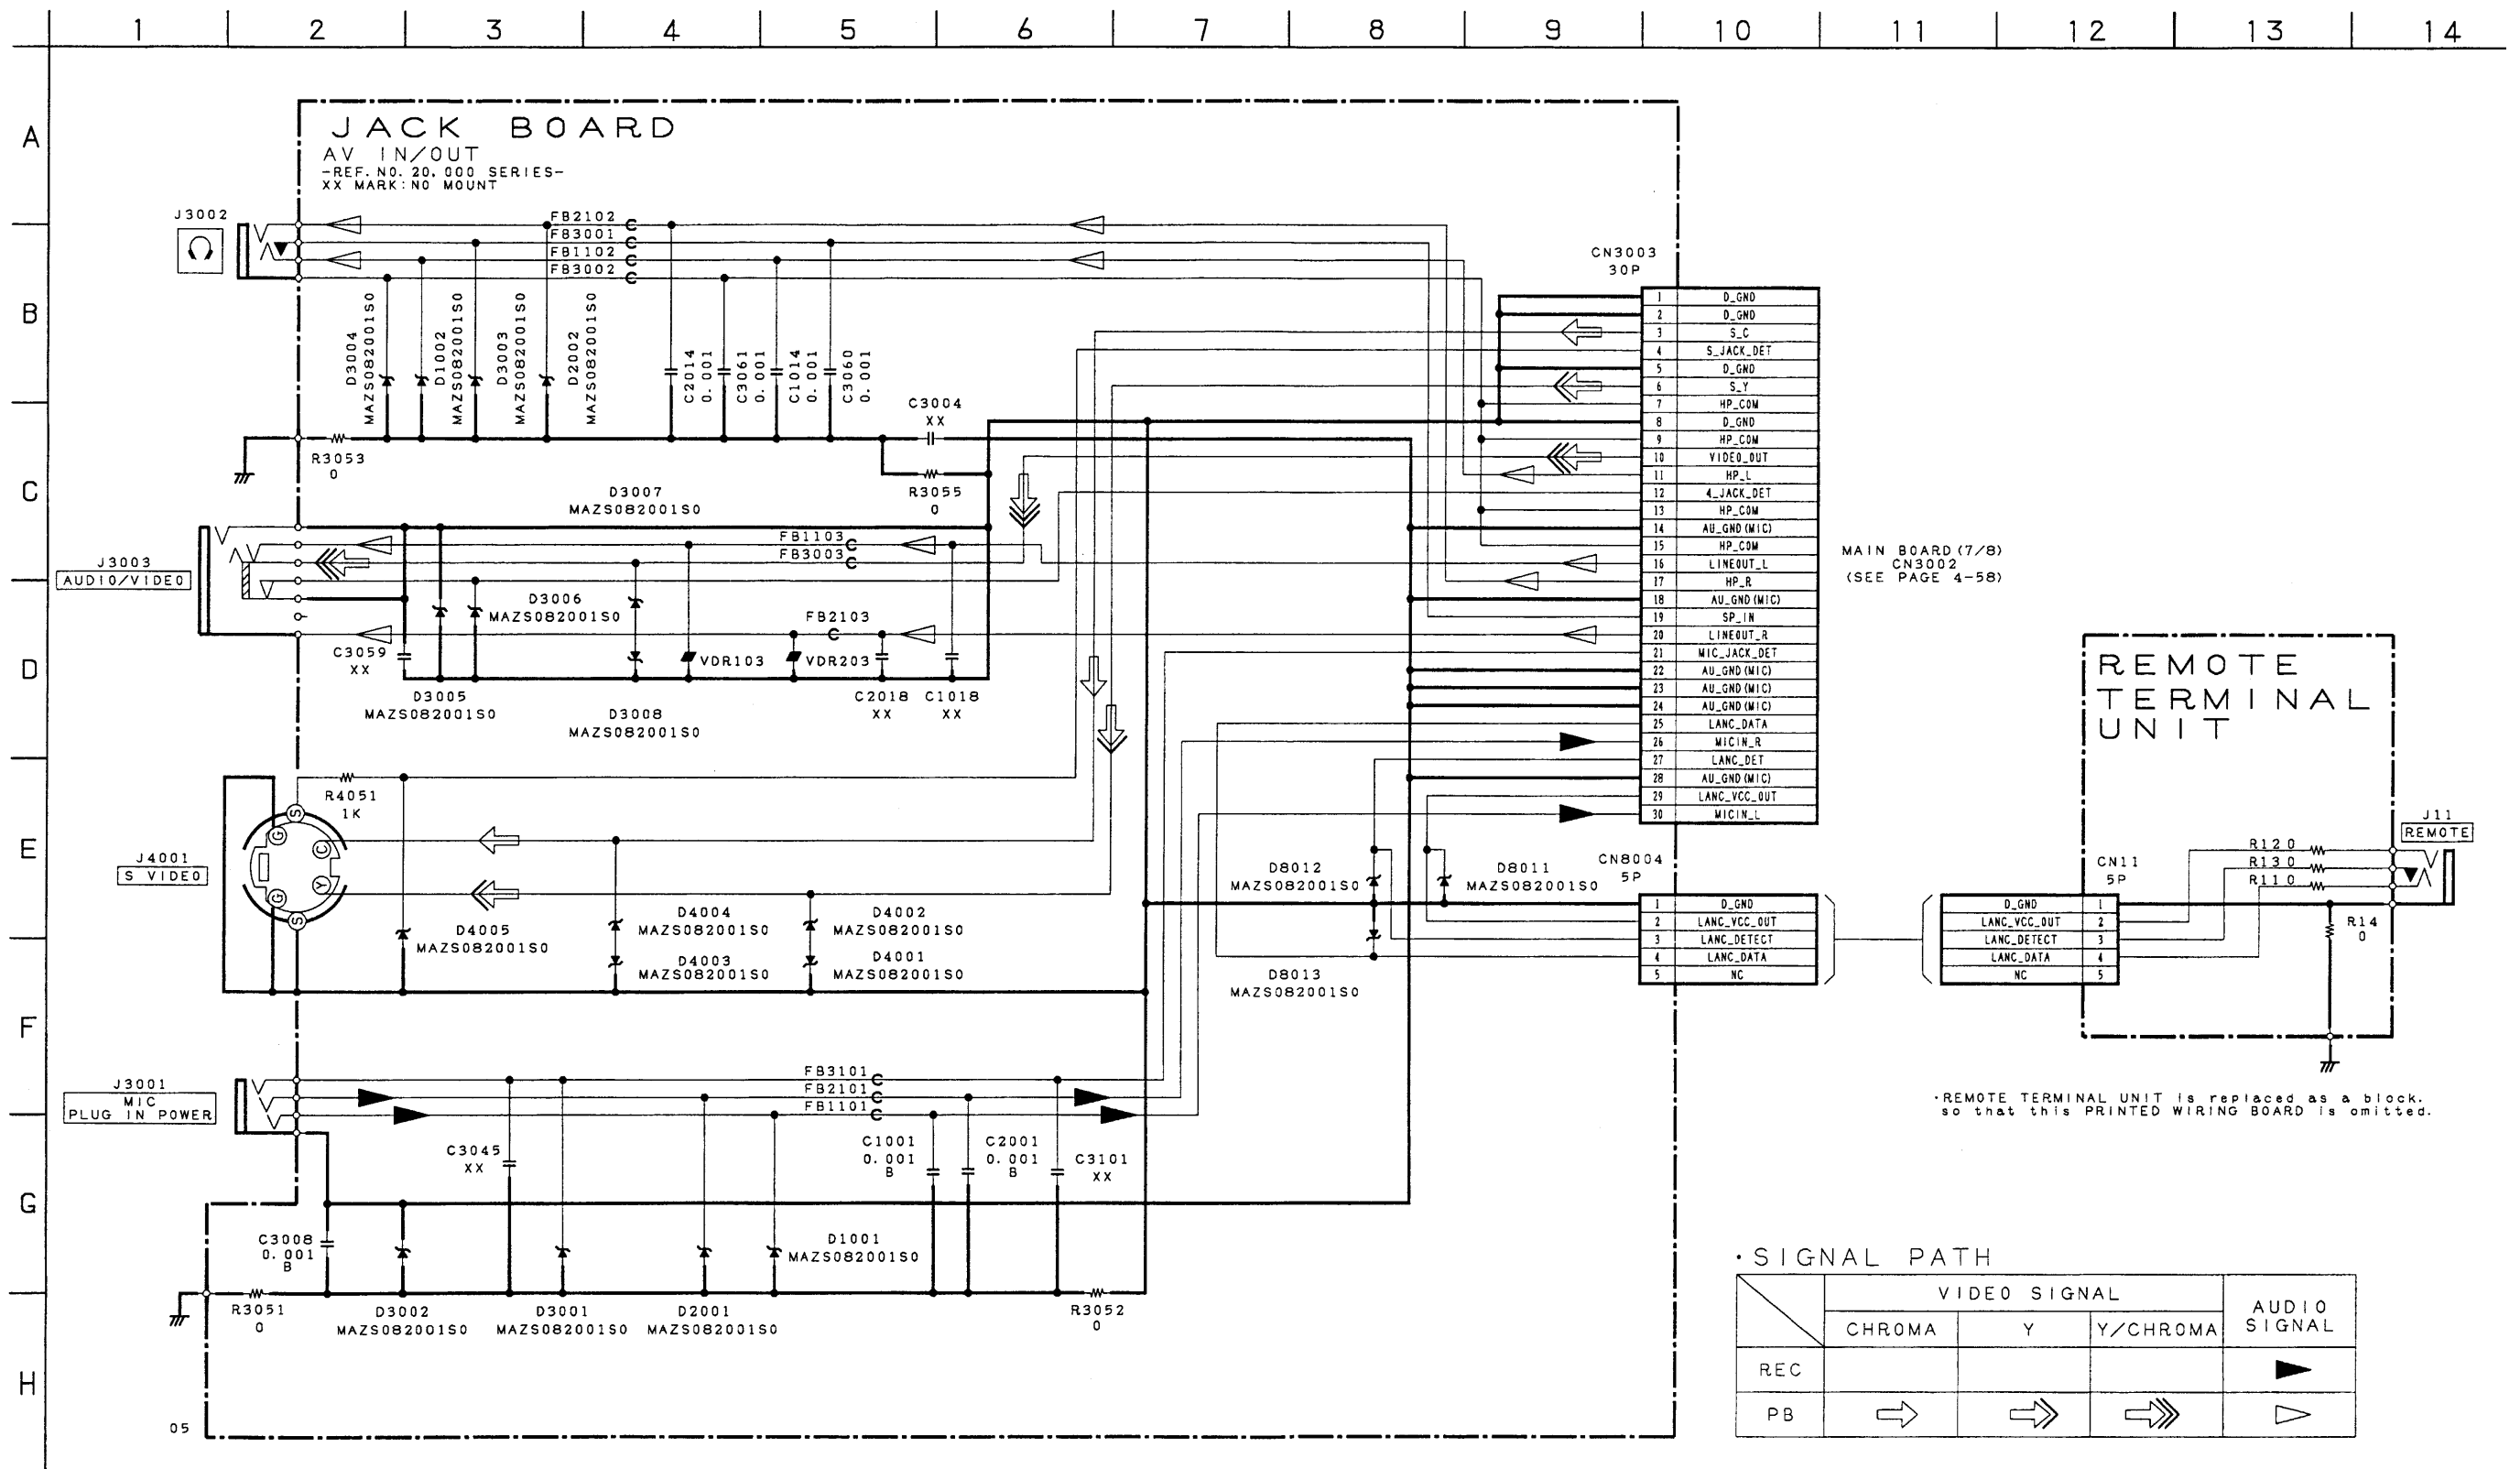 1 2 3 4 5 6 7 8 9 10 11 12 13 14
A
B
C
D
E
F
G
H
JACK BOARD
AV IN/OUT
-REF.NO.20,000 SERIES-
XX MARK:NO MOUNT
J3002
FB2102
FB3001
FB1102
FB3002
D3004
MAZS082001S0
D1002
MAZS082001S0
D3003
MAZS082001S0
D2002
MAZS082001S0
C2014
0.001
C3061
0.001
C1014
0.001
C3060
0.001
C3004
XX
R3053
0
R3055
0
D3007
MAZS082001S0
J3003
AUDIO/VIDEO
FB1103
FB3003
D3006
MAZS082001S0
FB2103
C3059
XX
VDR103
VDR203
D3005
MAZS082001S0
D3008
MAZS082001S0
C2018
XX
C1018
XX
CN3003
30P
1 D_GND
2 D_GND
3 S_C
4 S_JACK_DET
5 D_GND
6 S_Y
7 HP_COM
8 D_GND
9 HP_COM
10 VIDEO_OUT
11 HP_L
12 4_JACK_DET
13 HP_COM
14 AU_GND(MIC)
15 HP_COM
16 LINEOUT_L
17 HP_R
18 AU_GND(MIC)
19 SP_IN
20 LINEOUT_R
21 MIC_JACK_DET
22 AU_GND(MIC)
23 AU_GND(MIC)
24 AU_GND(MIC)
25 LANC_DATA
26 MICIN_R
27 LANC_DET
28 AU_GND(MIC)
29 LANC_VCC_OUT
30 MICIN_L
MAIN BOARD(7/8)
CN3002
(SEE PAGE 4-58)
REMOTE
TERMINAL
UNIT
R4051
1K
J4001
S VIDEO
S
G
C
Y
G
S
D4005
MAZS082001S0
D4004
MAZS082001S0
D4003
MAZS082001S0
D4002
MAZS082001S0
D4001
MAZS082001S0
D8012
MAZS082001S0
D8011
MAZS082001S0
D8013
MAZS082001S0
CN8004
5P
1 D_GND
2 LANC_VCC_OUT
3 LANC_DETECT
4 LANC_DATA
5 NC
CN11
5P
D_GND 1
LANC_VCC_OUT 2
LANC_DETECT 3
LANC_DATA 4
NC 5
R12 0
R13 0
R11 0
J11
REMOTE
R14
0
·REMOTE TERMINAL UNIT is replaced as a block.
so that this PRINTED WIRING BOARD is omitted.
J3001
MIC
PLUG IN POWER
FB3101
FB2101
FB1101
C3045
XX
C1001
0.001
B
C2001
0.001
B
C3101
XX
C3008
0.001
B
D1001
MAZS082001S0
R3051
0
D3002
MAZS082001S0
D3001
MAZS082001S0
D2001
MAZS082001S0
R3052
0
05
·SIGNAL PATH
VIDEO SIGNAL
AUDIO
SIGNAL
CHROMA Y Y/CHROMA
REC
PB